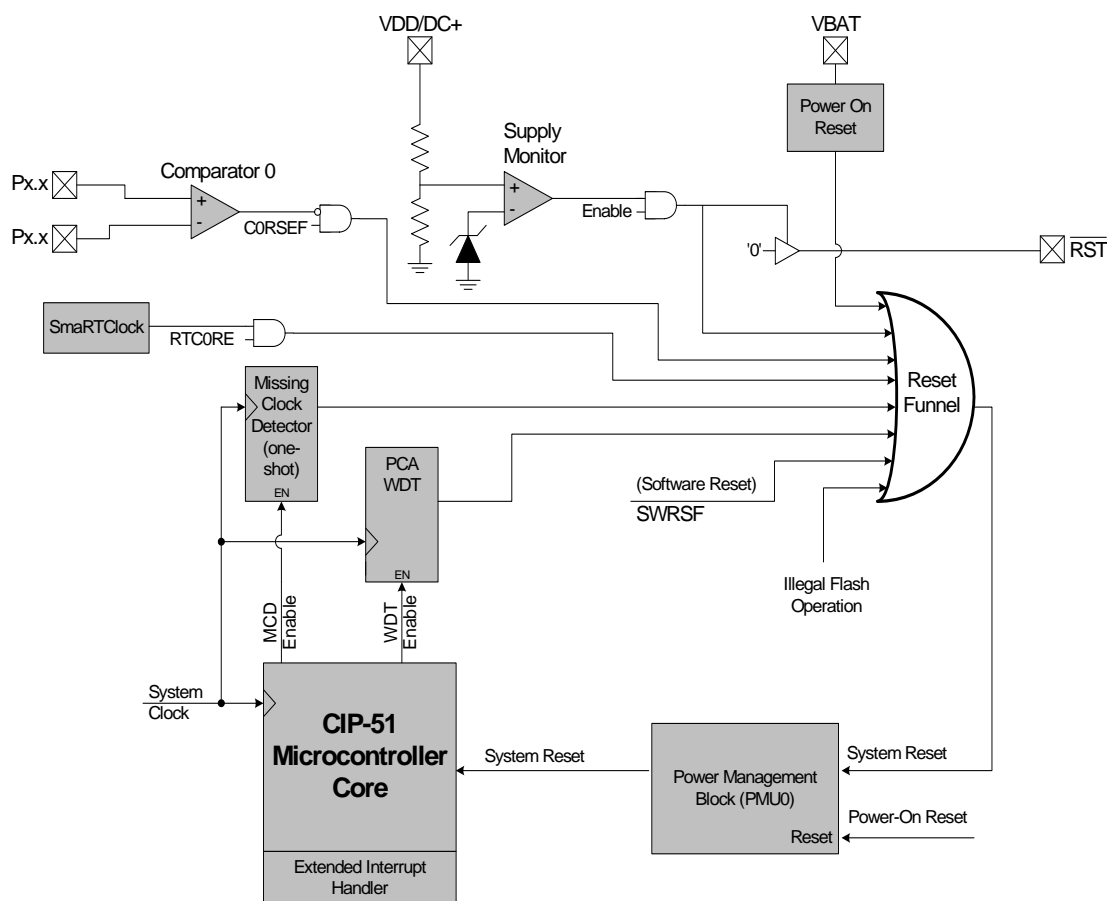 VDD/DC+
VBAT
Power On
Reset
Supply
Monitor
Comparator 0
Px.x
+
-
Px.x
C0RSEF
+
-
Enable
'0'
RST
SmaRTClock
RTC0RE
Missing
Clock
Detector
(one-
shot)
EN
PCA
WDT
EN
Reset
Funnel
(Software Reset)
SWRSF
Illegal Flash
Operation
MCD
Enable
WDT
Enable
System
Clock
CIP-51
Microcontroller
Core
Extended Interrupt
Handler
System Reset
Power Management
Block (PMU0)
Reset
System Reset
Power-On Reset